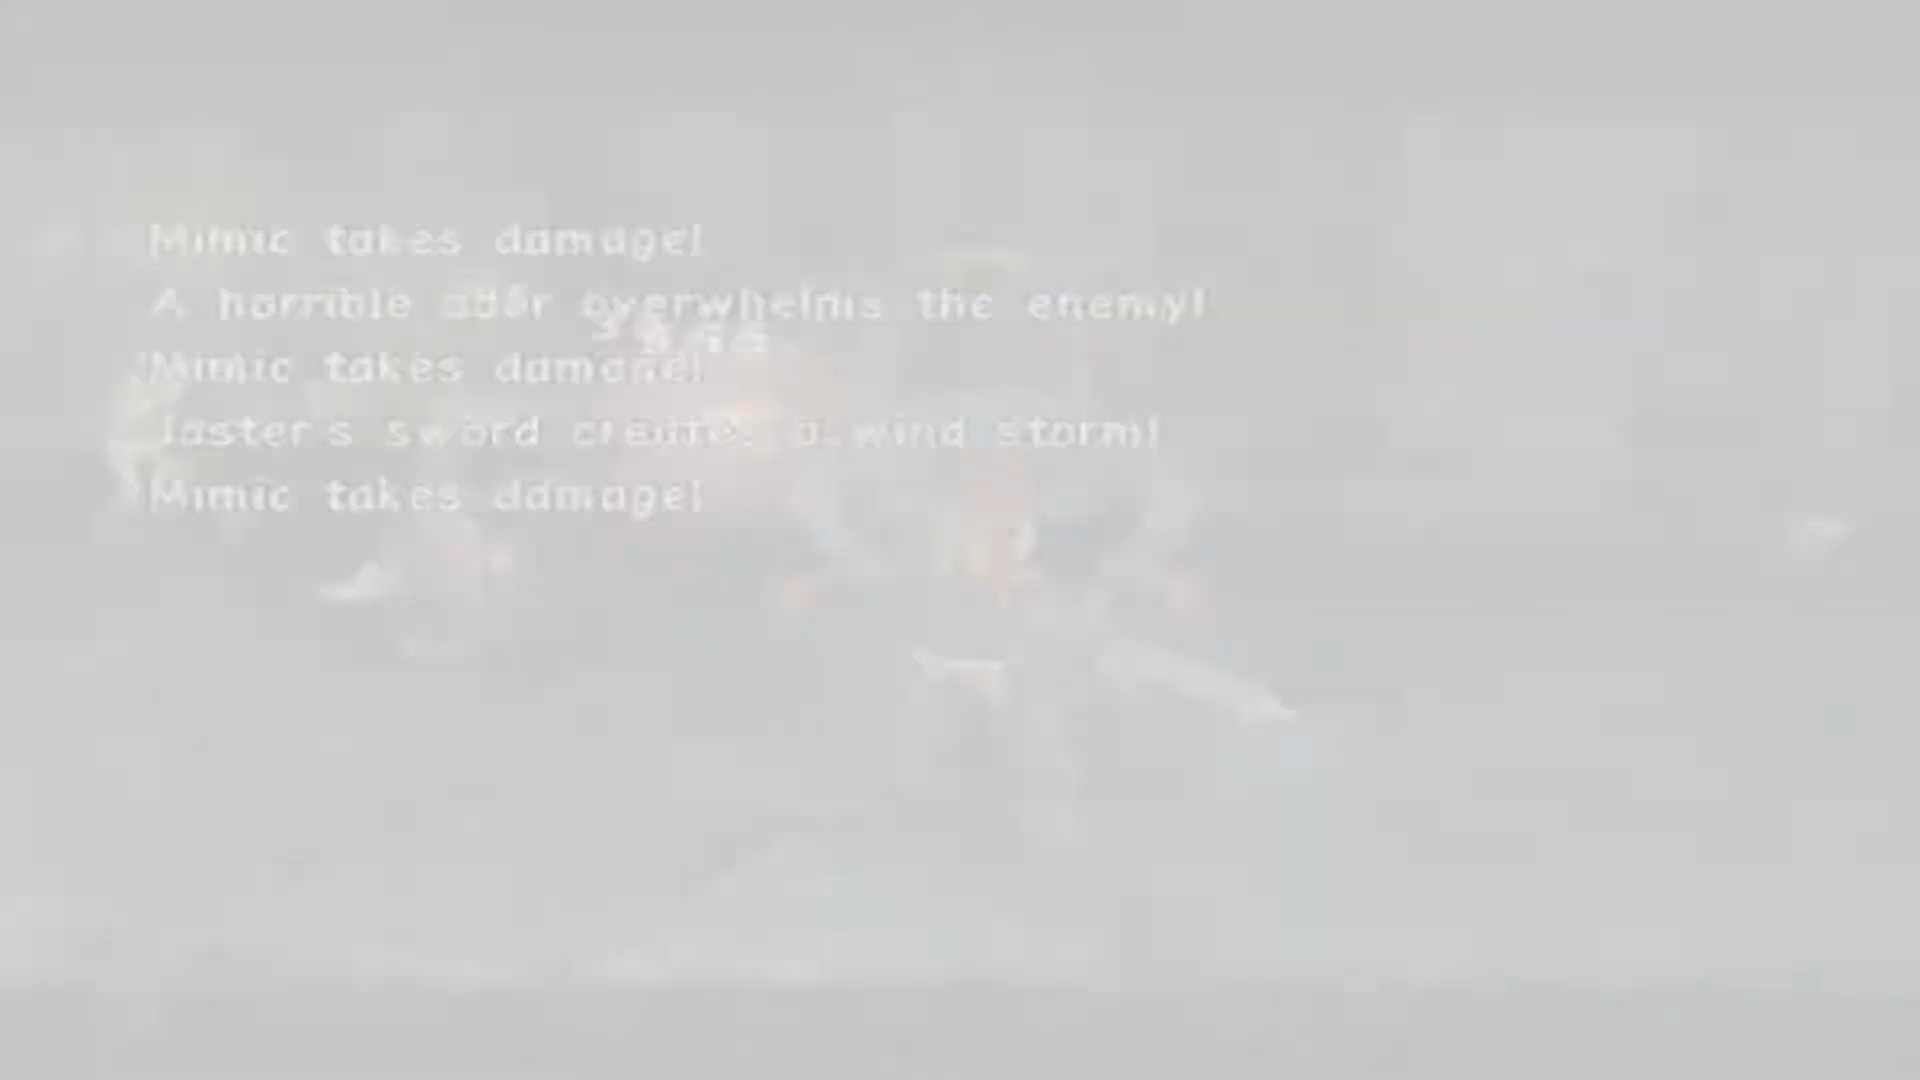 Mimic takes damage!
A horrible odor overwhelms the enemy!
Mimic takes damage!
Jaster's sword creates a wind storm!
Mimic takes damage!